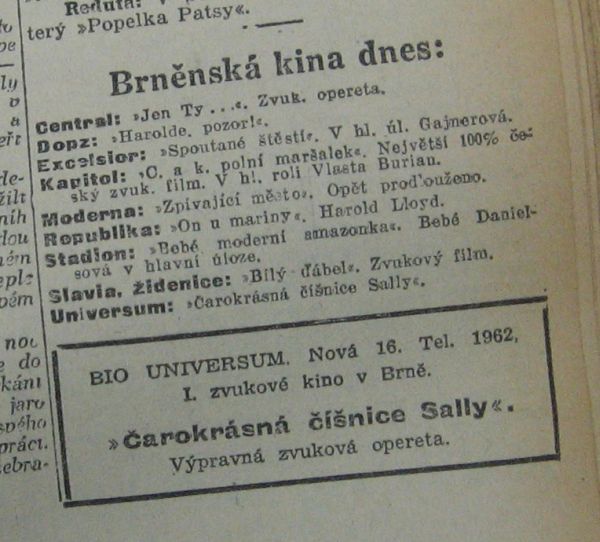 Reduta:
terý »Popelka Patsy«.
Brněnská kina dnes:
Central: »Jen Ty...«. Zvuk. opereta.
Dopz: »Harolde, pozor!«.
Excelsior: »Spoutané štěstí«. V hl. úl. Gajnerová.
Kapitol: »C. a k. polní maršálek«. Největší 100% če-
ský zvuk. film. V hl. roli Vlasta Burian.
Moderna: »Zpívající město«. Opět prodlouženo.
Republika: »On u mariny«. Harold Lloyd.
Stadion: »Bebé moderní amazonka«. Bebé Daniel-
sová v hlavní úloze.
Slavia, židenice: »Bílý ďábel«. Zvukový film.
Universum: »Čarokrásná číšnice Sally«.
BIO UNIVERSUM. Nová 16. Tel. 1962,
I. zvukové kino v Brně.
»Čarokrásná číšnice Sally«.
Výpravná zvuková opereta.